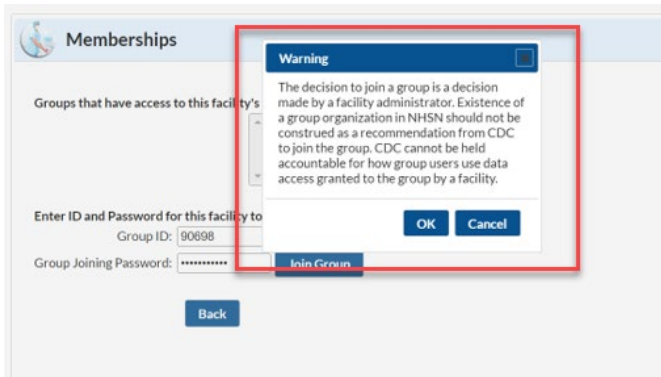 Memberships
Warning
The decision to join a group is a decision
made by a facility administrator. Existence of
a group organization in NHSN should not be
construed as a recommendation from CDC
to join the group. CDC cannot be held
accountable for how group users use data
access granted to the group by a facility.
OK Cancel
Groups that have access to this facility's
Enter ID and Password for this facility to
Group ID: 90698
Group Joining Password: •••••••••••
Join Group
Back